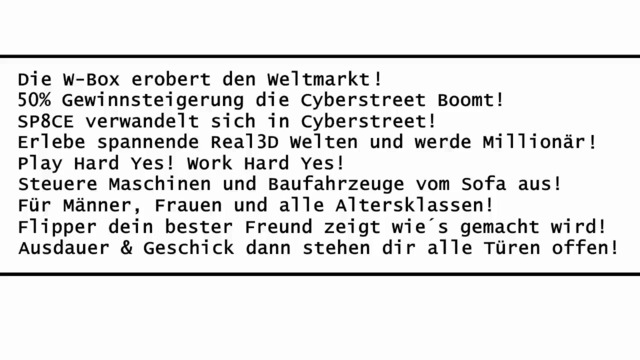 Die W-Box erobert den Weltmarkt!
50% Gewinnsteigerung die Cyberstreet Boomt!
SP8CE verwandelt sich in Cyberstreet!
Erlebe spannende Real3D Welten und werde Millionär!
Play Hard Yes! Work Hard Yes!
Steuere Maschinen und Baufahrzeuge vom Sofa aus!
Für Männer, Frauen und alle Altersklassen!
Flipper dein bester Freund zeigt wie´s gemacht wird!
Ausdauer & Geschick dann stehen dir alle Türen offen!